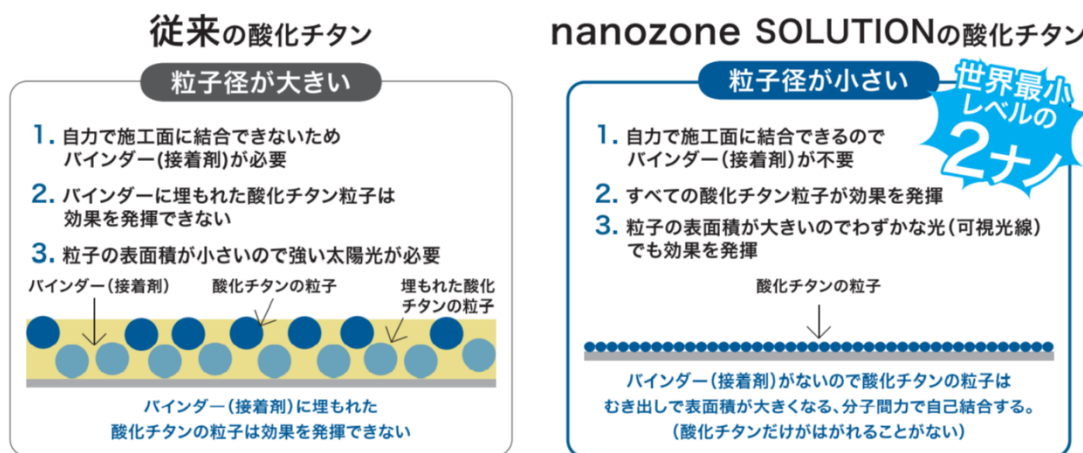 従来の酸化チタン
粒子径が大きい
1. 自力で施工面に結合できないため
バインダー(接着剤)が必要
2. バインダーに埋もれた酸化チタン粒子は
効果を発揮できない
3. 粒子の表面積が小さいので強い太陽光が必要
バインダー(接着剤)
酸化チタンの粒子
埋もれた酸化
チタンの粒子
バインダー(接着剤)に埋もれた
酸化チタンの粒子は効果を発揮できない
nanozone SOLUTIONの酸化チタン
粒子径が小さい
世界最小
レベルの
2ナノ
1. 自力で施工面に結合できるので
バインダー(接着剤)が不要
2. すべての酸化チタン粒子が効果を発揮
3. 粒子の表面積が大きいのでわずかな光(可視光線)
でも効果を発揮
酸化チタンの粒子
バインダー(接着剤)がないので酸化チタンの粒子は
むき出しで表面積が大きくなる、分子間力で自己結合する。
(酸化チタンだけがはがれることがない)